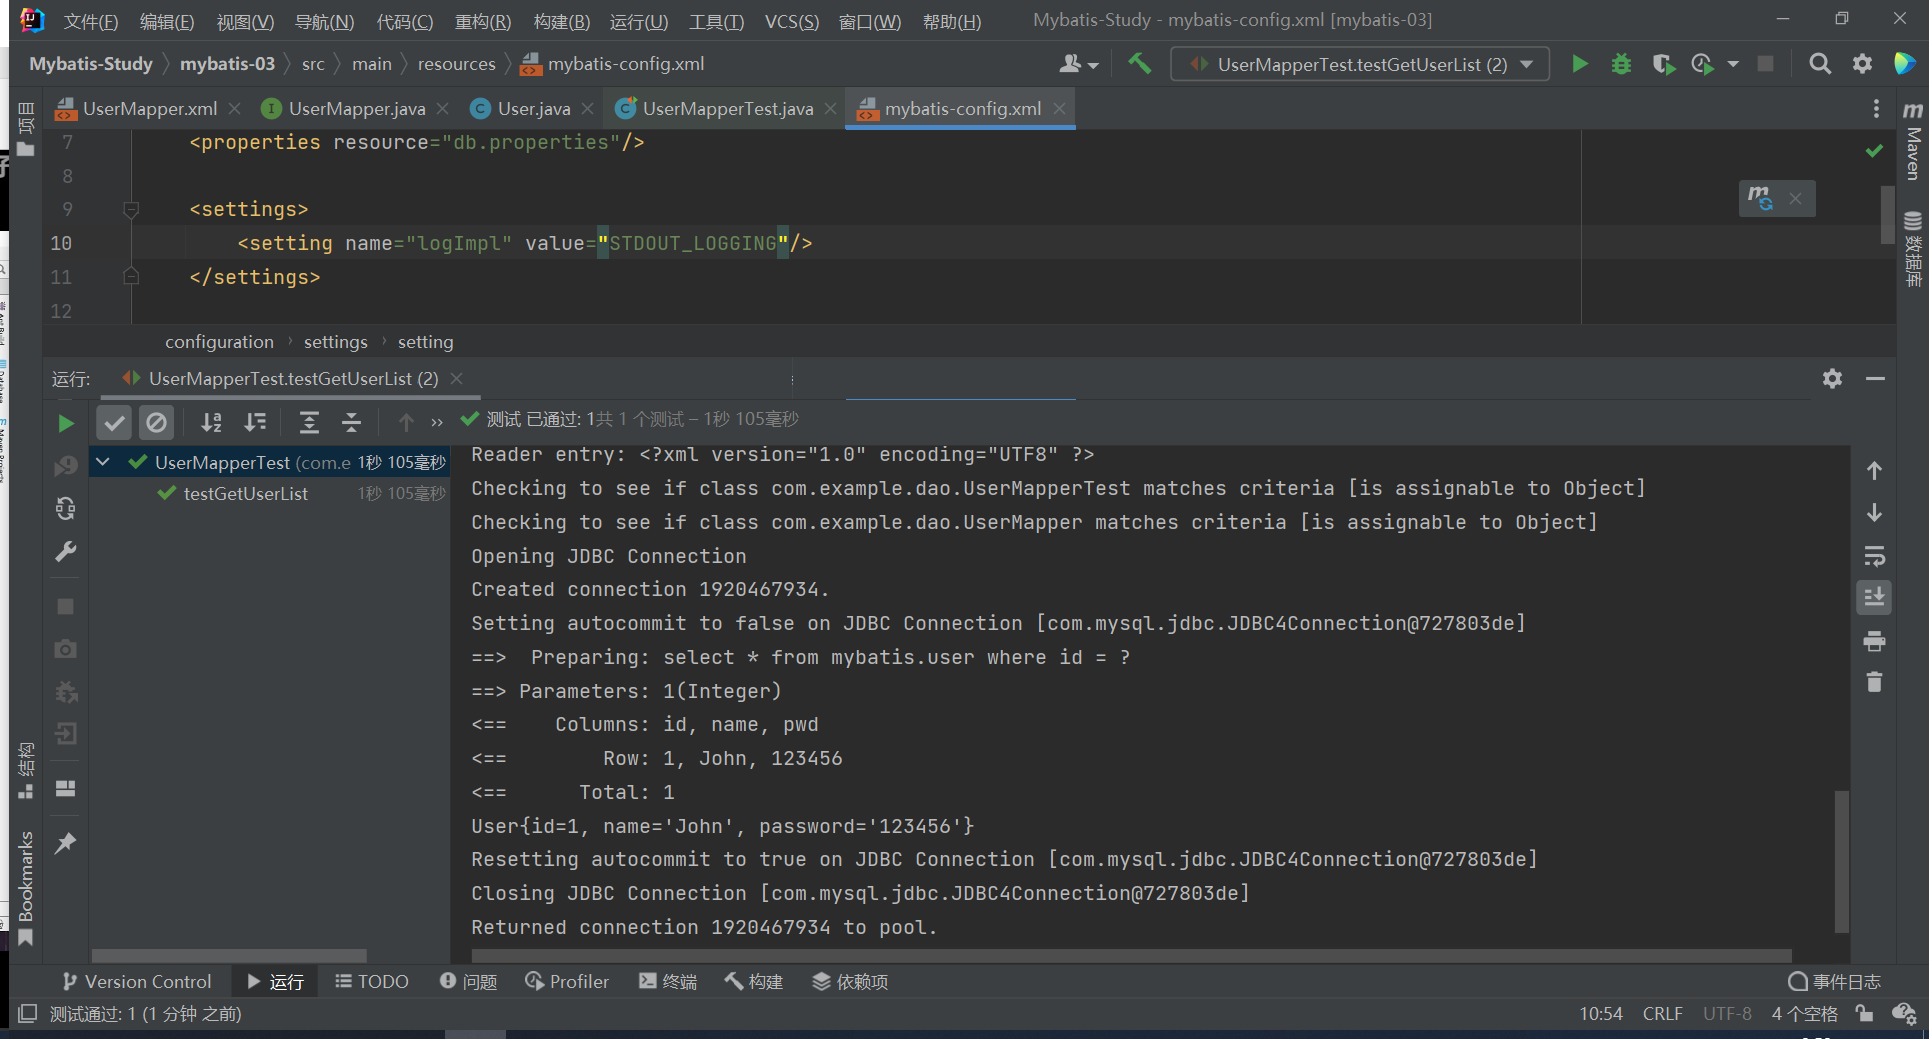 文件(F) 编辑(E) 视图(V) 导航(N) 代码(C) 重构(R) 构建(B) 运行(U) 工具(T) VCS(S) 窗口(W) 帮助(H) Mybatis-Study - mybatis-config.xml [mybatis-03]
Mybatis-Study mybatis-03 src main resources mybatis-config.xml UserMapperTest.testGetUserList (2)
项目
UserMapper.xml UserMapper.java User.java UserMapperTest.java mybatis-config.xml
Maven
数据库
7 <properties resource="db.properties"/>
8
9 <settings>
10 <setting name="logImpl" value="STDOUT_LOGGING"/>
11 </settings>
12
configuration › settings › setting
运行: UserMapperTest.testGetUserList (2)
测试 已通过: 1共 1 个测试 – 1秒 105毫秒
UserMapperTest (com.e 1秒 105毫秒
testGetUserList 1秒 105毫秒
Reader entry: <?xml version="1.0" encoding="UTF8" ?>
Checking to see if class com.example.dao.UserMapperTest matches criteria [is assignable to Object]
Checking to see if class com.example.dao.UserMapper matches criteria [is assignable to Object]
Opening JDBC Connection
Created connection 1920467934.
Setting autocommit to false on JDBC Connection [com.mysql.jdbc.JDBC4Connection@727803de]
==>  Preparing: select * from mybatis.user where id = ?
==> Parameters: 1(Integer)
<==    Columns: id, name, pwd
<==        Row: 1, John, 123456
<==      Total: 1
User{id=1, name='John', password='123456'}
Resetting autocommit to true on JDBC Connection [com.mysql.jdbc.JDBC4Connection@727803de]
Closing JDBC Connection [com.mysql.jdbc.JDBC4Connection@727803de]
Returned connection 1920467934 to pool.
结构
Bookmarks
Version Control 运行 TODO 问题 Profiler 终端 构建 依赖项 事件日志
测试通过: 1 (1 分钟 之前) 10:54 CRLF UTF-8 4 个空格